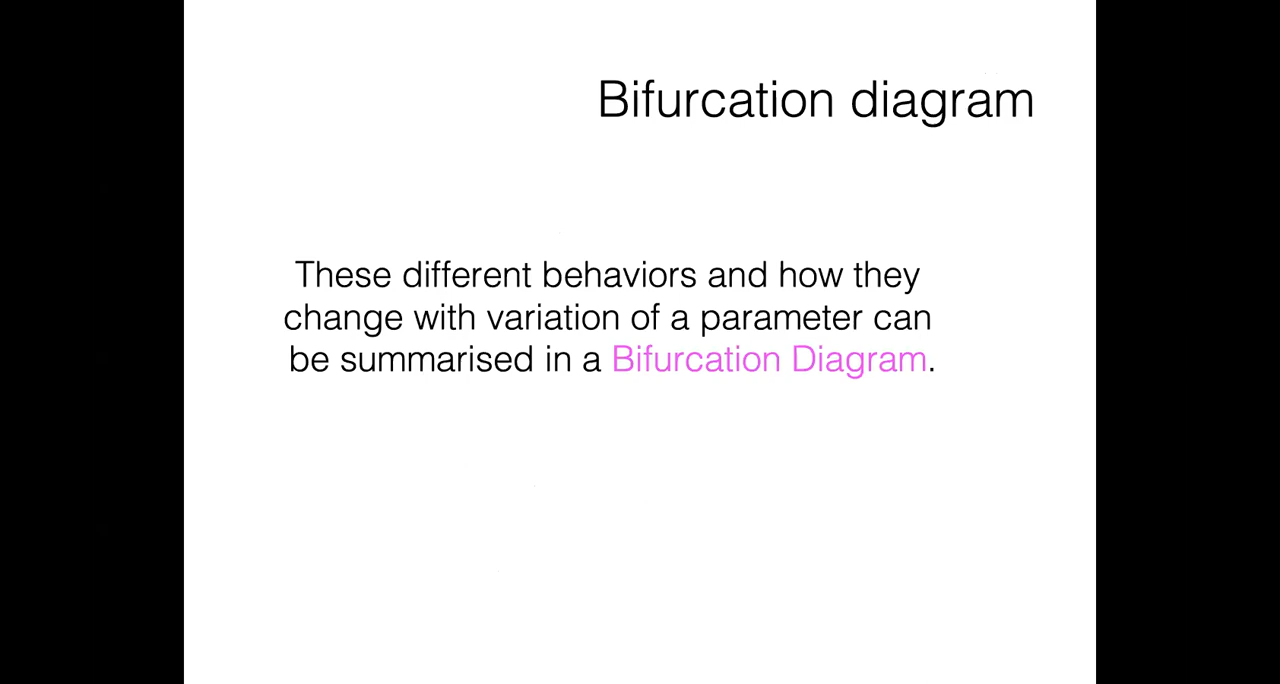 Bifurcation diagram
These different behaviors and how they
change with variation of a parameter can
be summarised in a Bifurcation Diagram.